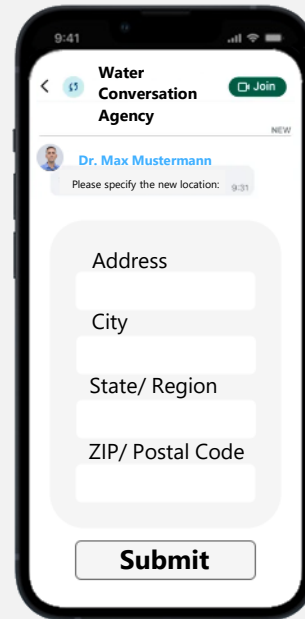 9:41
Water
Conversation
Agency
Join
NEW
Dr. Max Mustermann
Please specify the new location:
9:31
Address
City
State/ Region
ZIP/ Postal Code
Submit